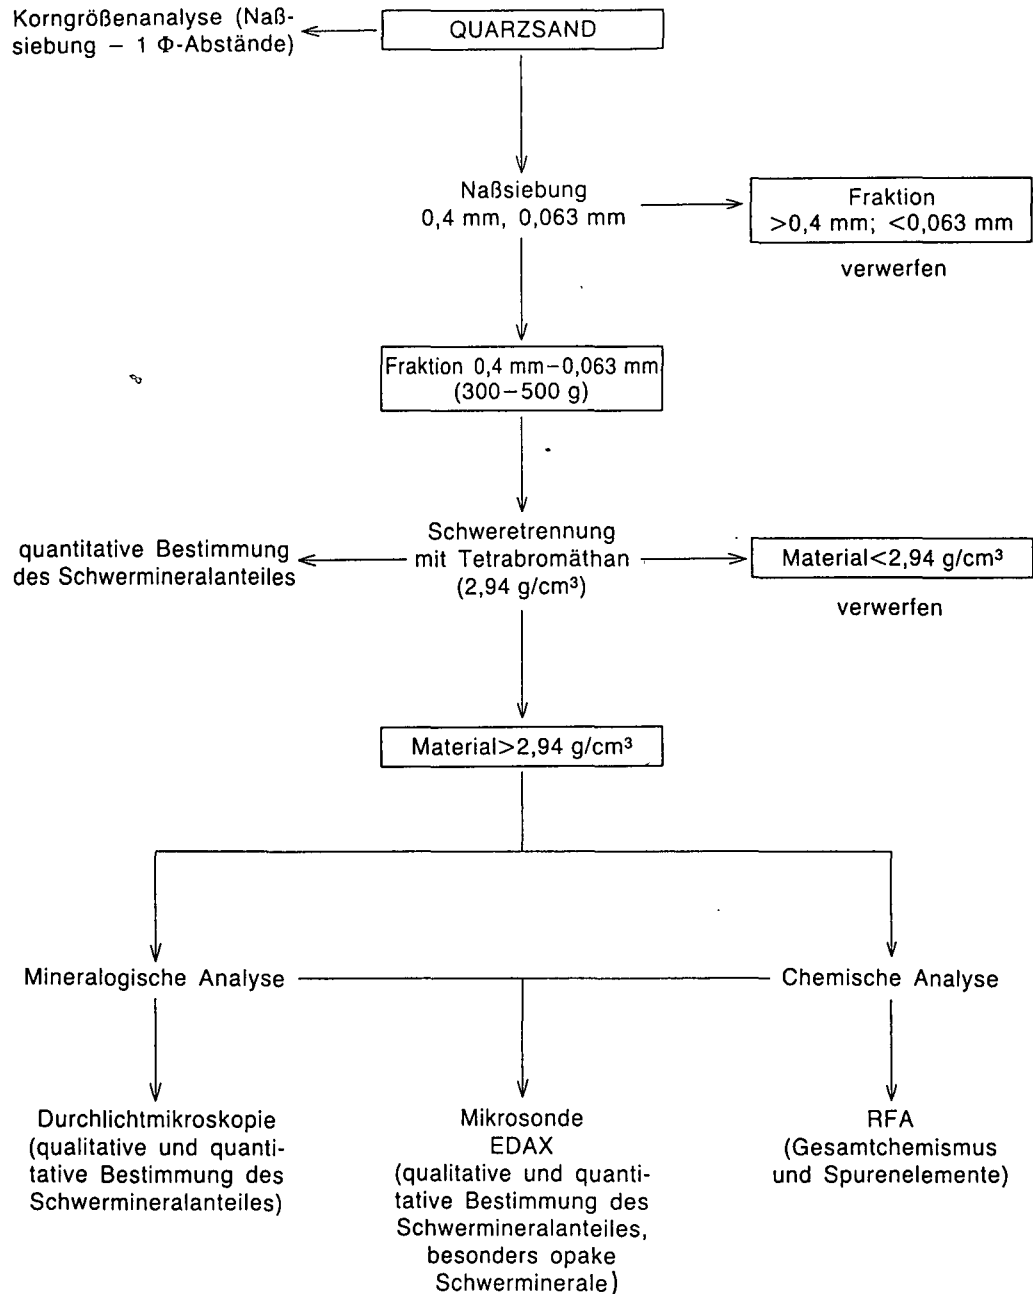 Korngrößenanalyse (Naß-
siebung – 1 Φ-Abstände)
QUARZSAND
Naßsiebung
0,4 mm, 0,063 mm
Fraktion
>0,4 mm; <0,063 mm
verwerfen
Fraktion 0,4 mm–0,063 mm
(300–500 g)
quantitative Bestimmung
des Schwermineralanteiles
Schweretrennung
mit Tetrabromäthan
(2,94 g/cm³)
Material<2,94 g/cm³
verwerfen
Material>2,94 g/cm³
Mineralogische Analyse
Chemische Analyse
Durchlichtmikroskopie
(qualitative und quanti-
tative Bestimmung des
Schwermineralanteiles)
Mikrosonde
EDAX
(qualitative und quanti-
tative Bestimmung des
Schwermineralanteiles,
besonders opake
Schwerminerale)
RFA
(Gesamtchemismus
und Spurenelemente)